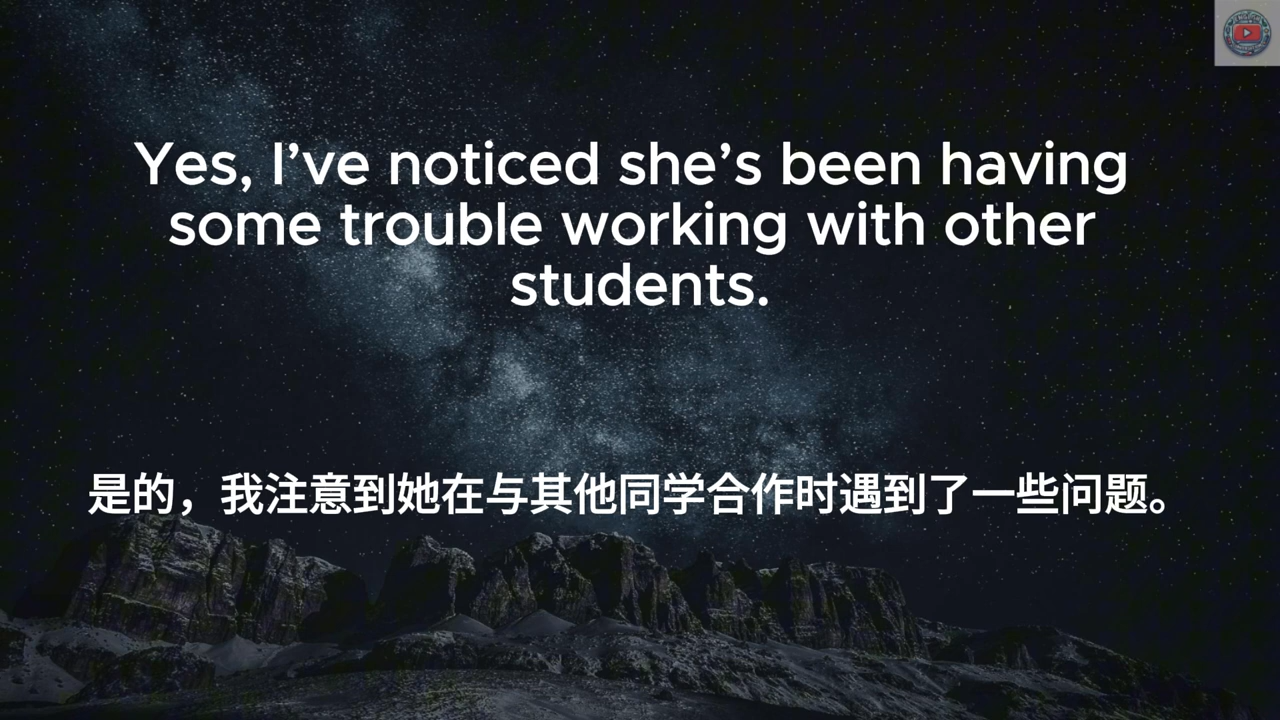 Yes, I’ve noticed she’s been having
some trouble working with other
students.
是的，我注意到她在与其他同学合作时遇到了一些问题。